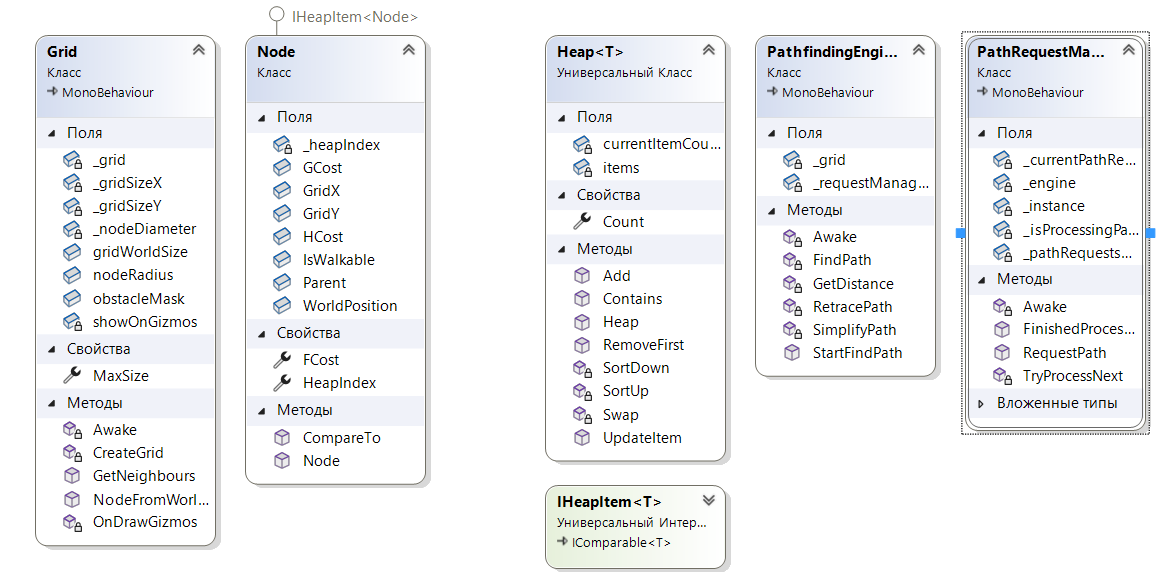 IHeapItem<Node>
Grid
Класс
MonoBehaviour
Поля
_grid
_gridSizeX
_gridSizeY
_nodeDiameter
gridWorldSize
nodeRadius
obstacleMask
showOnGizmos
Свойства
MaxSize
Методы
Awake
CreateGrid
GetNeighbours
NodeFromWorl...
OnDrawGizmos
Node
Класс
Поля
_heapIndex
GCost
GridX
GridY
HCost
IsWalkable
Parent
WorldPosition
Свойства
FCost
HeapIndex
Методы
CompareTo
Node
Heap<T>
Универсальный Класс
Поля
currentItemCou...
items
Свойства
Count
Методы
Add
Contains
Heap
RemoveFirst
SortDown
SortUp
Swap
UpdateItem
IHeapItem<T>
Универсальный Интер...
IComparable<T>
PathfindingEngi...
Класс
MonoBehaviour
Поля
_grid
_requestManag...
Методы
Awake
FindPath
GetDistance
RetracePath
SimplifyPath
StartFindPath
PathRequestMa...
Класс
MonoBehaviour
Поля
_currentPathRe...
_engine
_instance
_isProcessingPa...
_pathRequests...
Методы
Awake
FinishedProces...
RequestPath
TryProcessNext
Вложенные типы